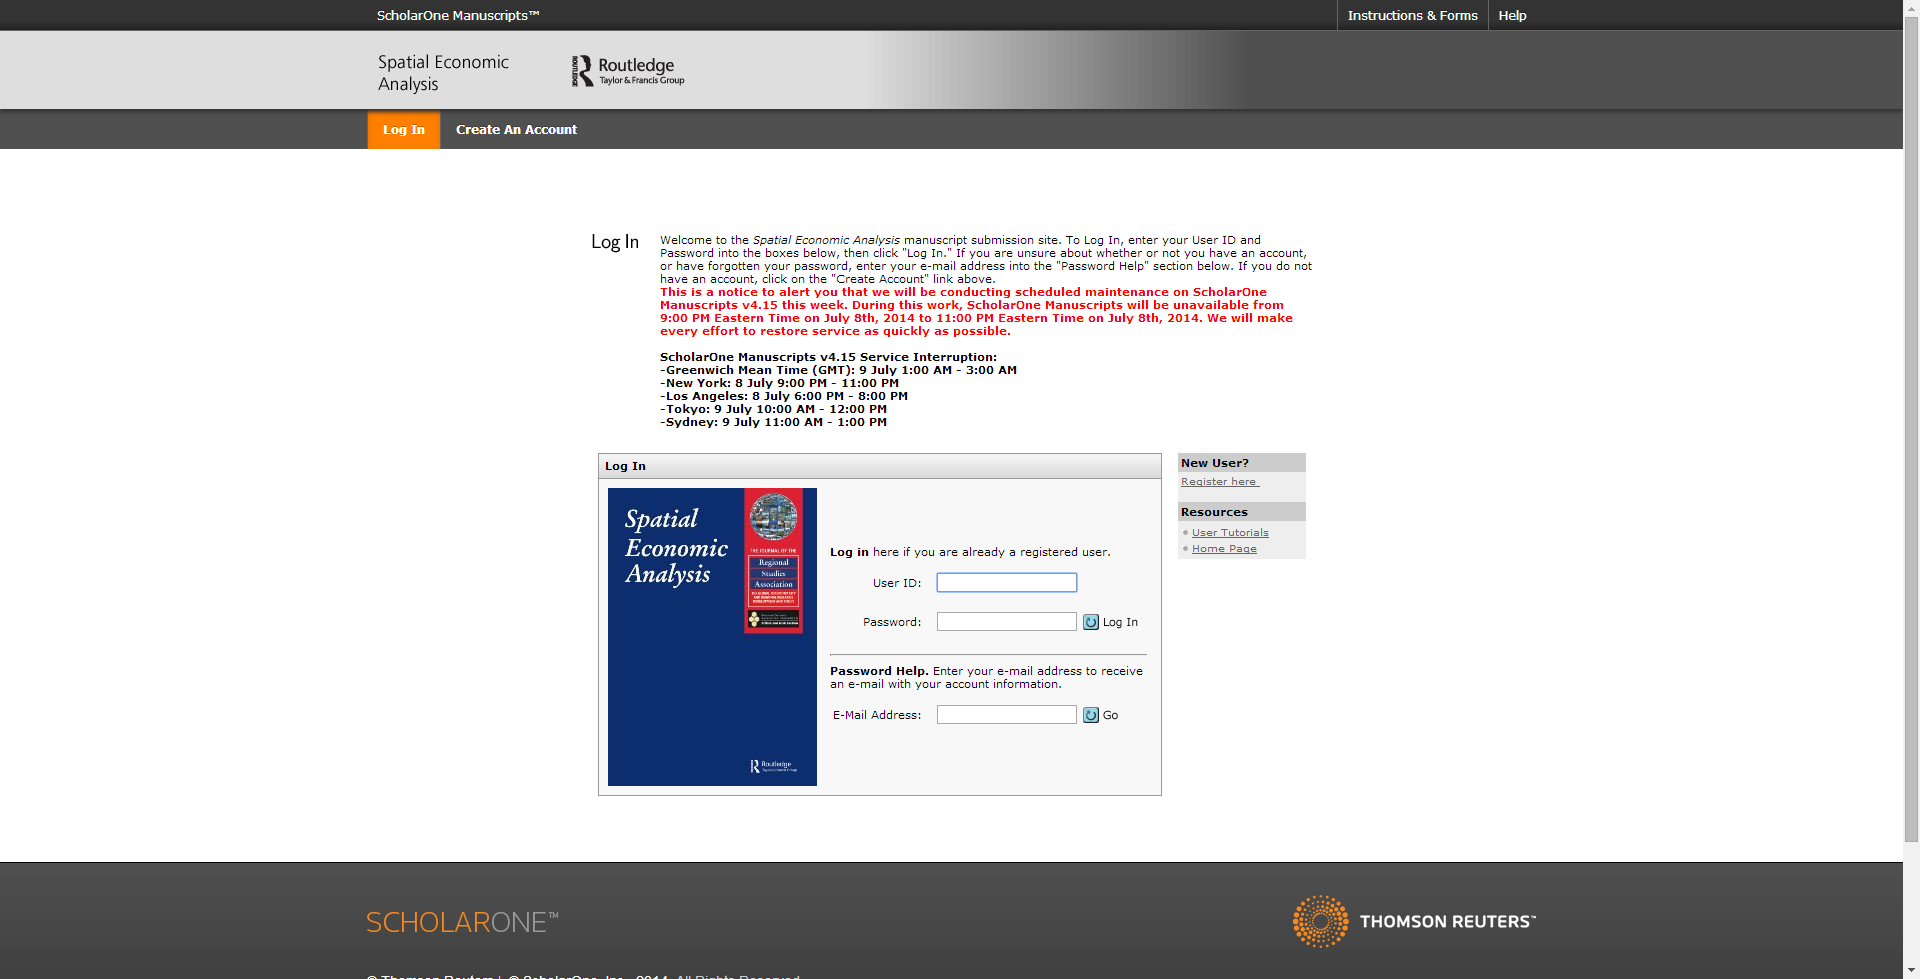 ScholarOne Manuscripts™
Instructions & Forms
Help
Spatial Economic
Analysis
ROUTLEDGE
Routledge
Taylor & Francis Group
Log In
Create An Account
Log In
Welcome to the Spatial Economic Analysis manuscript submission site. To Log In, enter your User ID and
Password into the boxes below, then click "Log In." If you are unsure about whether or not you have an account,
or have forgotten your password, enter your e-mail address into the "Password Help" section below. If you do not
have an account, click on the "Create Account" link above.
This is a notice to alert you that we will be conducting scheduled maintenance on ScholarOne
Manuscripts v4.15 this week. During this work, ScholarOne Manuscripts will be unavailable from
9:00 PM Eastern Time on July 8th, 2014 to 11:00 PM Eastern Time on July 8th, 2014. We will make
every effort to restore service as quickly as possible.
ScholarOne Manuscripts v4.15 Service Interruption:
-Greenwich Mean Time (GMT): 9 July 1:00 AM - 3:00 AM
-New York: 8 July 9:00 PM - 11:00 PM
-Los Angeles: 8 July 6:00 PM - 8:00 PM
-Tokyo: 9 July 10:00 AM - 12:00 PM
-Sydney: 9 July 11:00 AM - 1:00 PM
Log In
Spatial
Economic
Analysis
THE JOURNAL OF THE
Regional
Studies
Association
Routledge
Taylor & Francis Group
Log in here if you are already a registered user.
User ID:
Password:
Log In
Password Help. Enter your e-mail address to receive
an e-mail with your account information.
E-Mail Address:
Go
New User?
Register here
Resources
User Tutorials
Home Page
SCHOLARONE™
THOMSON REUTERS™
© Thomson Reuters | © ScholarOne, Inc., 2014. All Rights Reserved.